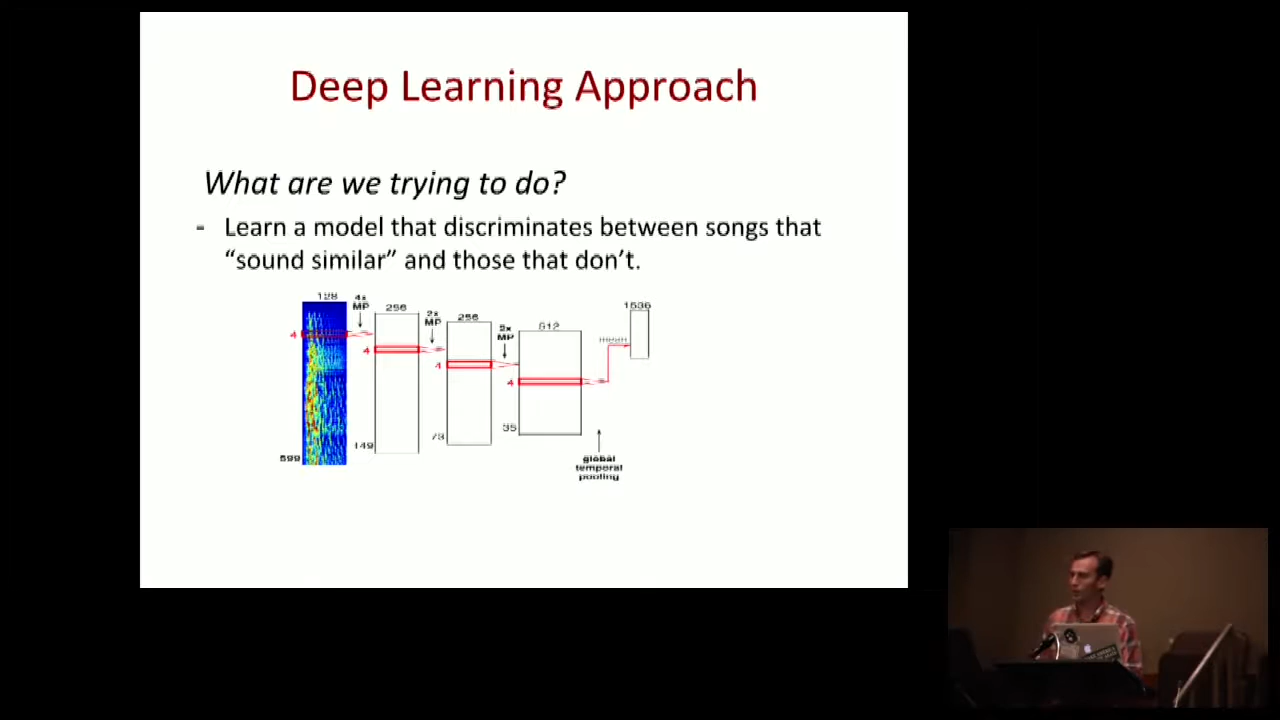 Deep Learning Approach
What are we trying to do?
- Learn a model that discriminates between songs that
“sound similar” and those that don’t.
128
4x
MP
256
2x
MP
256
2x
MP
512
1536
mean
4
4
4
4
599
149
73
35
global
temporal
pooling